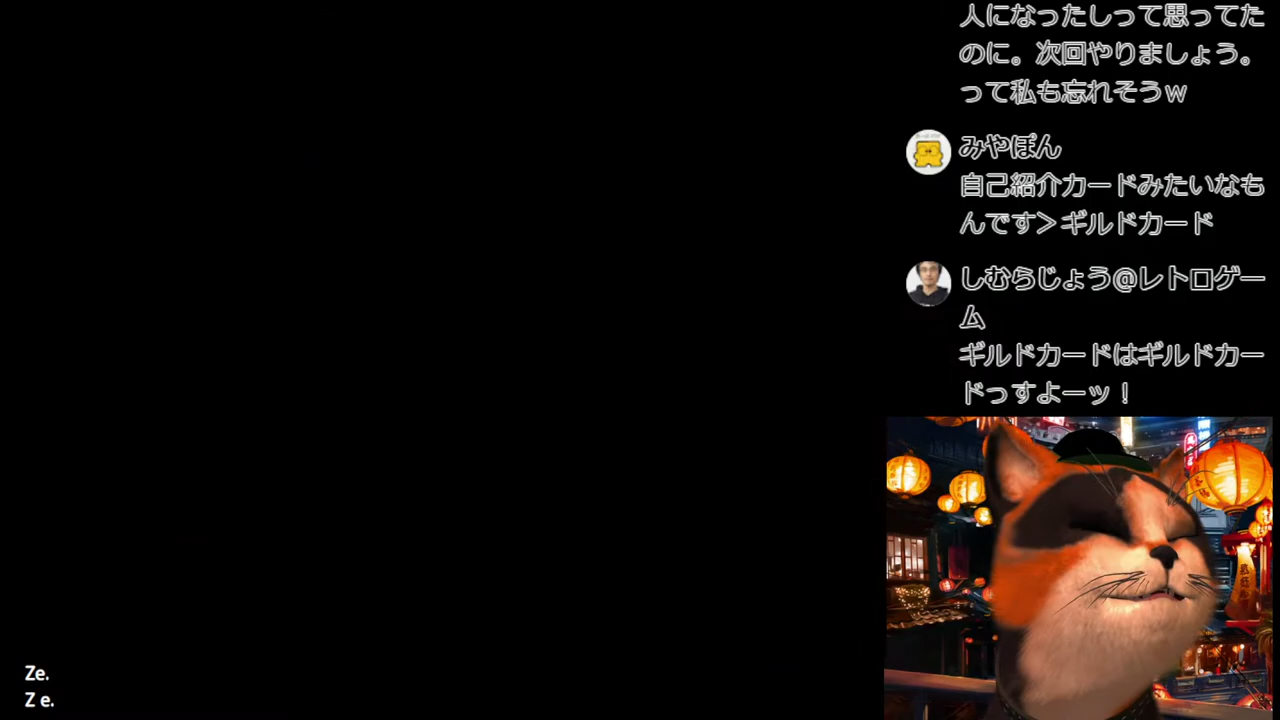 人になったしって思ってた
のに。次回やりましょう。
って私も忘れそうｗ
みやぽん
自己紹介カードみたいなも
んです＞ギルドカード
しむらじょう@レトロゲー
ム
ギルドカードはギルドカー
ドっすよーッ！
Ze.
Z e.